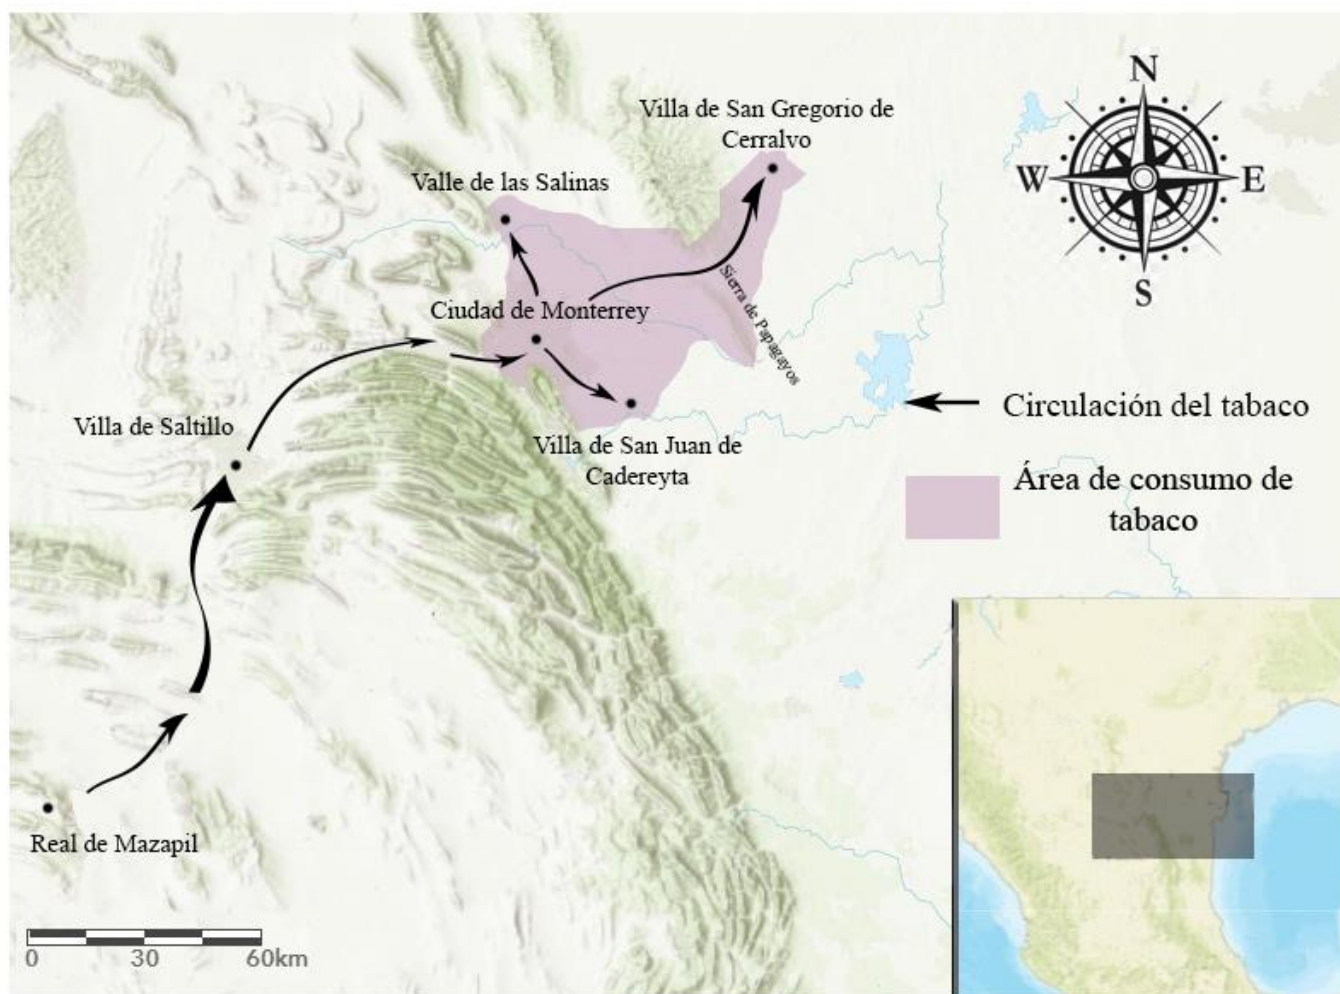 N
Villa de San Gregorio de
Cerralvo
Valle de las Salinas
W
E
Sierra de Papagayos
S
Ciudad de Monterrey
Circulación del tabaco
Villa de Saltillo
Villa de San Juan de
Cadereyta
Área de consumo de
tabaco
Real de Mazapil
0 30 60km